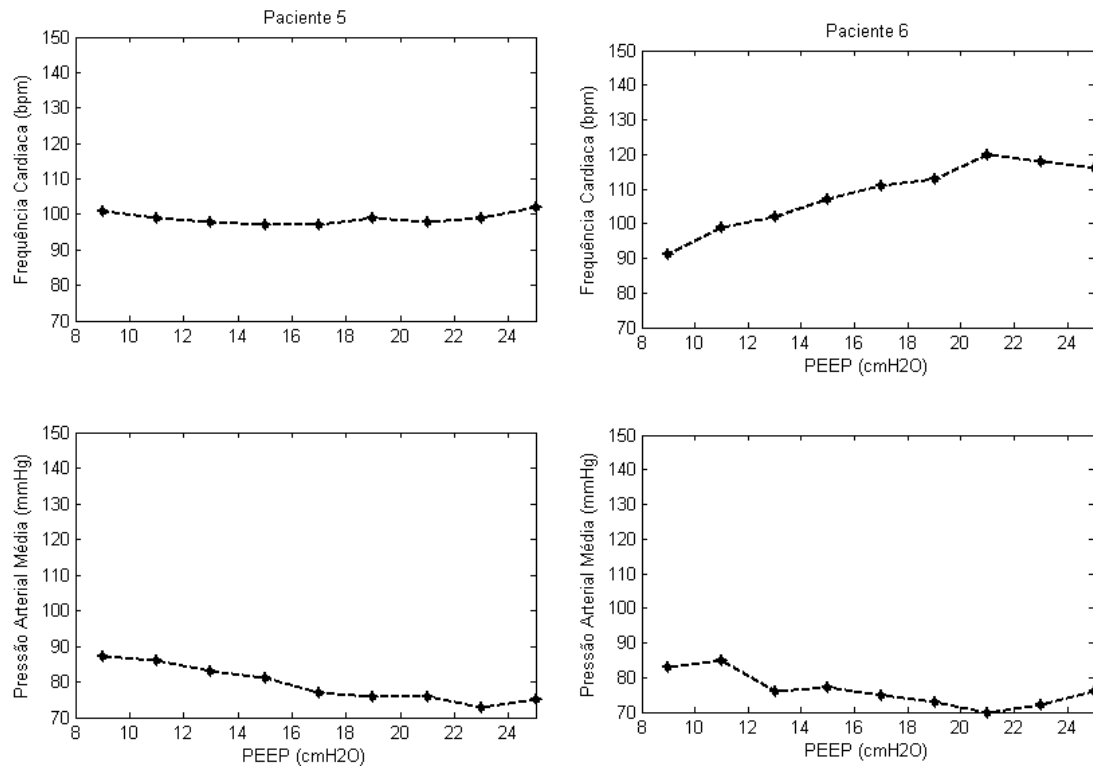 Paciente 5
Frequência Cardiaca (bpm)
150
140
130
120
110
100
90
80
70
8 10 12 14 16 18 20 22 24
Paciente 6
Frequência Cardiaca (bpm)
150
140
130
120
110
100
90
80
70
8 10 12 14 16 18 20 22 24
PEEP (cmH2O)
Pressão Arterial Média (mmHg)
150
140
130
120
110
100
90
80
70
8 10 12 14 16 18 20 22 24
PEEP (cmH2O)
Pressão Arterial Média (mmHg)
150
140
130
120
110
100
90
80
70
8 10 12 14 16 18 20 22 24
PEEP (cmH2O)